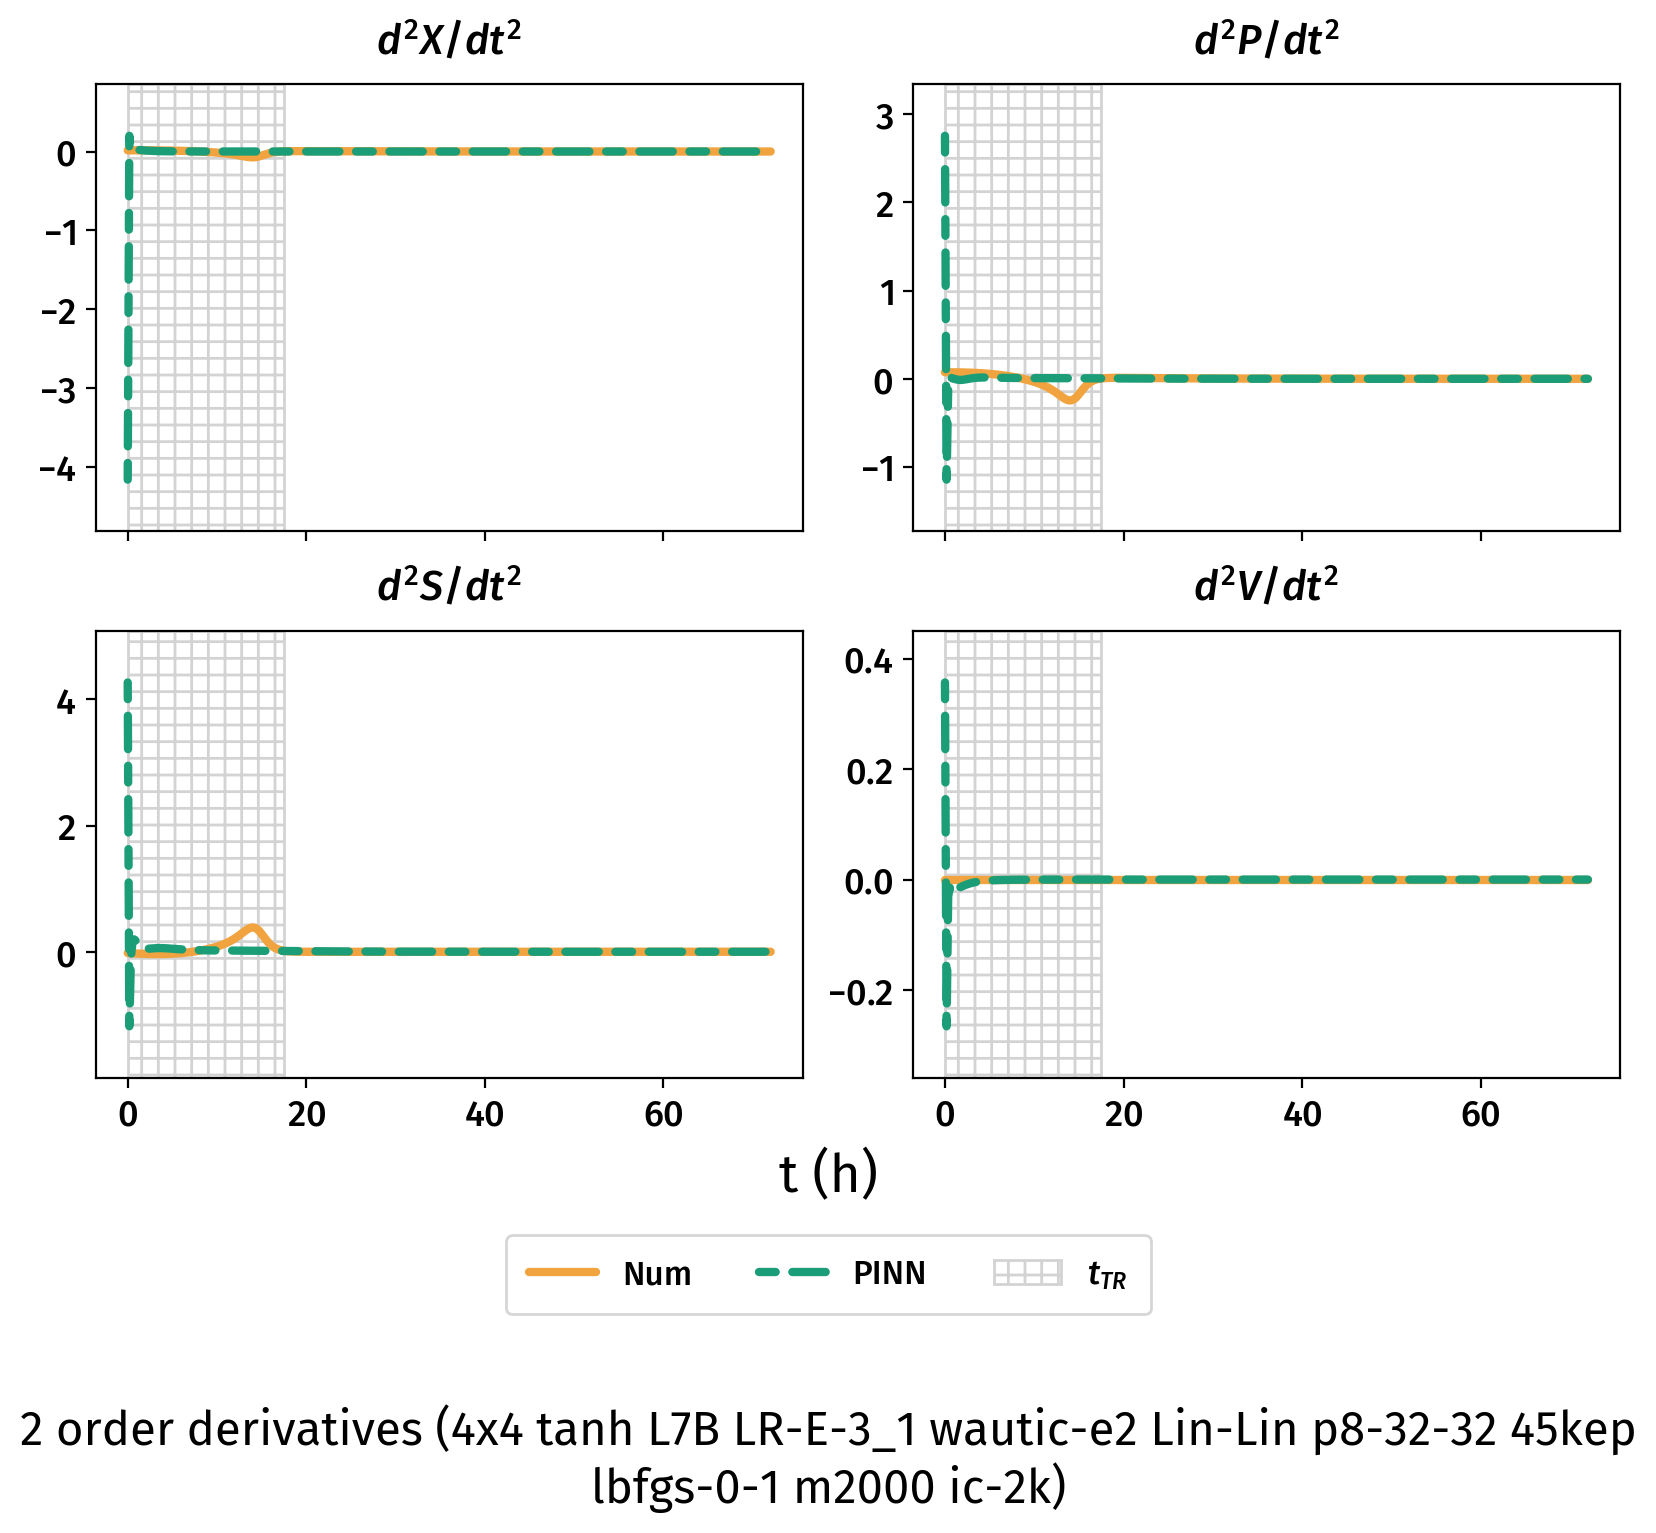 d²X/dt²
d²P/dt²
0
−1
−2
−3
−4
3
2
1
0
−1
d²S/dt²
d²V/dt²
4
2
0
0.4
0.2
0.0
−0.2
0 20 40 60
0 20 40 60
t (h)
Num PINN t_TR
2 order derivatives (4x4 tanh L7B LR-E-3_1 wautic-e2 Lin-Lin p8-32-32 45kep
lbfgs-0-1 m2000 ic-2k)